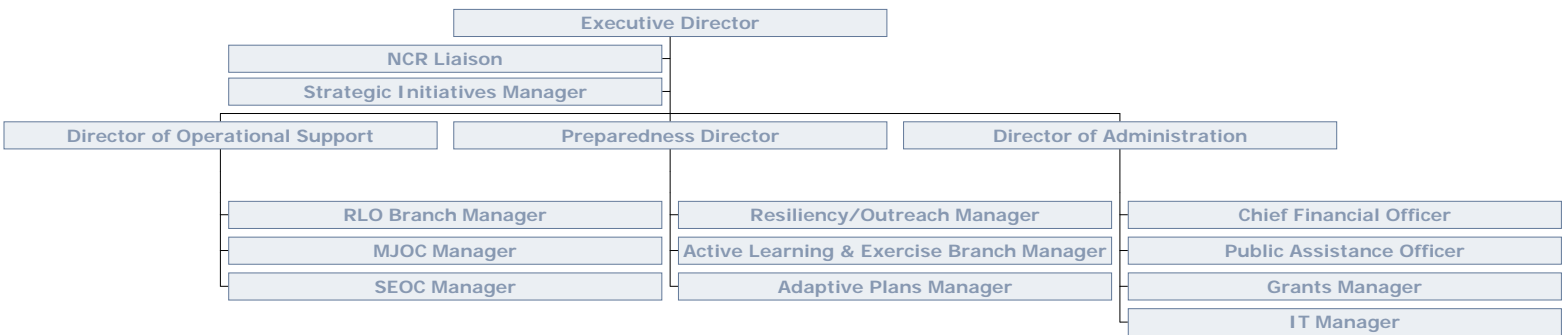 Executive Director
NCR Liaison
Strategic Initiatives Manager
Director of Operational Support
Preparedness Director
Director of Administration
RLO Branch Manager
Resiliency/Outreach Manager
Chief Financial Officer
MJOC Manager
Active Learning & Exercise Branch Manager
Public Assistance Officer
SEOC Manager
Adaptive Plans Manager
Grants Manager
IT Manager